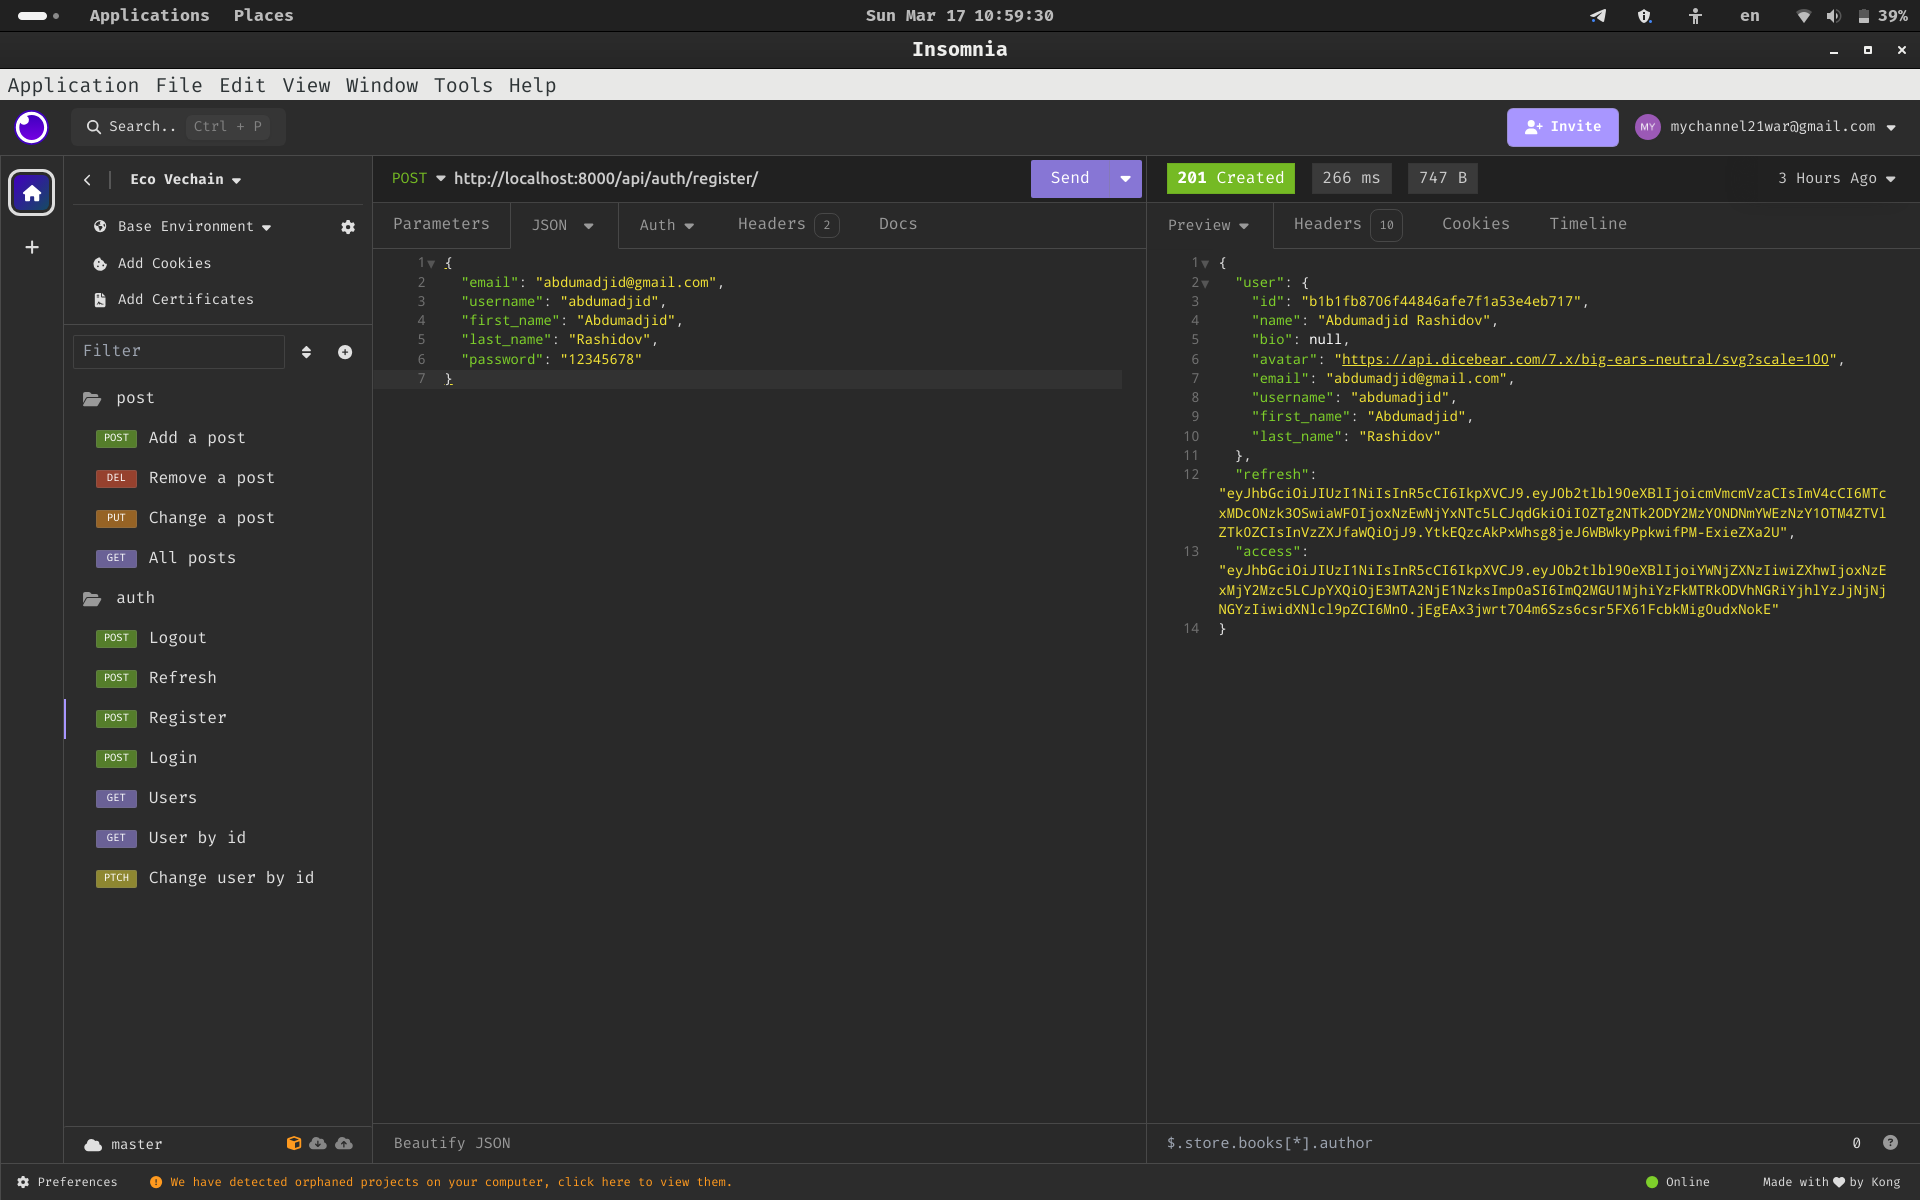 Applications Places Sun Mar 17 10:59:30 en 39%
Insomnia
Application File Edit View Window Tools Help
Search.. Ctrl + P Invite MY mychannel21war@gmail.com
Eco Vechain
Base Environment
Add Cookies
Add Certificates
Filter
post
POST Add a post
DEL Remove a post
PUT Change a post
GET All posts
auth
POST Logout
POST Refresh
POST Register
POST Login
GET Users
GET User by id
PTCH Change user by id
master
POST http://localhost:8000/api/auth/register/ Send
Parameters JSON Auth Headers 2 Docs
1 {
2 "email": "abdumadjid@gmail.com",
3 "username": "abdumadjid",
4 "first_name": "Abdumadjid",
5 "last_name": "Rashidov",
6 "password": "12345678"
7 }
Beautify JSON
201 Created 266 ms 747 B 3 Hours Ago
Preview Headers 10 Cookies Timeline
1 {
2 "user": {
3 "id": "b1b1fb8706f44846afe7f1a53e4eb717",
4 "name": "Abdumadjid Rashidov",
5 "bio": null,
6 "avatar": "https://api.dicebear.com/7.x/big-ears-neutral/svg?scale=100",
7 "email": "abdumadjid@gmail.com",
8 "username": "abdumadjid",
9 "first_name": "Abdumadjid",
10 "last_name": "Rashidov"
11 },
12 "refresh":
"eyJhbGciOiJIUzI1NiIsInR5cCI6IkpXVCJ9.eyJ0b2tlbl90eXBlIjoicmVmcmVzaCIsImV4cCI6MTc
xMDc0Nzk3OSwiaWF0IjoxNzEwNjYxNTc5LCJqdGkiOiI0ZTg2NTk2ODY2MzY0NDNmYWEzNzY1OTM4ZTVl
ZTk0ZCIsInVzZXJfaWQiOjJ9.YtkEQzcAkPxWhsg8jeJ6WBWkyPpkwifPM-ExieZXa2U",
13 "access":
"eyJhbGciOiJIUzI1NiIsInR5cCI6IkpXVCJ9.eyJ0b2tlbl90eXBlIjoiYWNjZXNzIiwiZXhwIjoxNzE
xMjY2Mzc5LCJpYXQiOjE3MTA2NjE1NzksImp0aSI6ImQ2MGU1MjhiYzFkMTRkODVhNGRiYjhlYzJjNjNj
NGYzIiwidXNlcl9pZCI6Mn0.jEgEAx3jwrt7O4m6Szs6csr5FX61FcbkMigOudxNokE"
14 }
$.store.books[*].author 0
Preferences We have detected orphaned projects on your computer, click here to view them. Online Made with by Kong